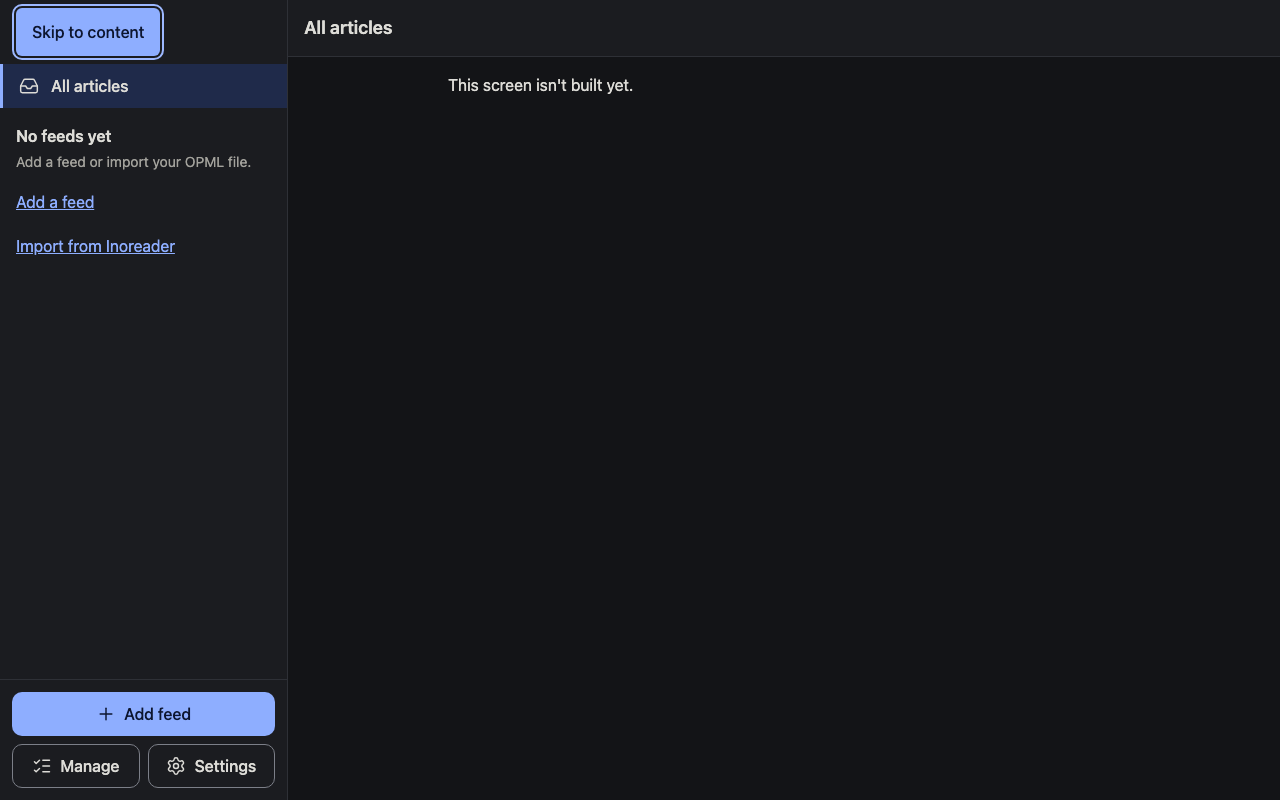 Skip to content
All articles
All articles
This screen isn't built yet.
No feeds yet
Add a feed or import your OPML file.
Add a feed
Import from Inoreader
Add feed
Manage
Settings